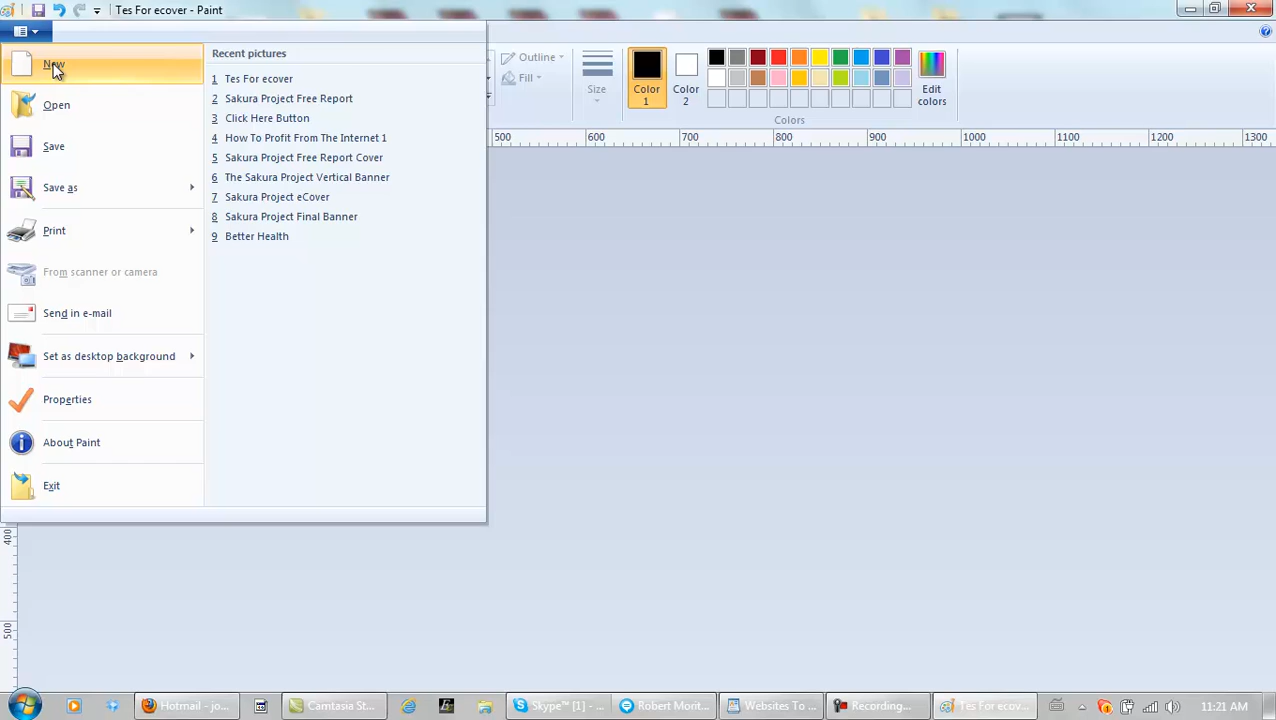 Tes For ecover - Paint
New
Open
Save
Save as
Print
From scanner or camera
Send in e-mail
Set as desktop background
Properties
About Paint
Exit
Recent pictures
1 Tes For ecover
2 Sakura Project Free Report
3 Click Here Button
4 How To Profit From The Internet 1
5 Sakura Project Free Report Cover
6 The Sakura Project Vertical Banner
7 Sakura Project eCover
8 Sakura Project Final Banner
9 Better Health
Outline
Fill
Size
Color 1
Color 2
Edit colors
Colors
500 600 700 800 900 1000 1100 1200 1300
400
500
Hotmail - jo...
Camtasia St...
Skype™ [1] - ...
Robert Morit...
Websites To ...
Recording...
Tes For ecov...
11:21 AM